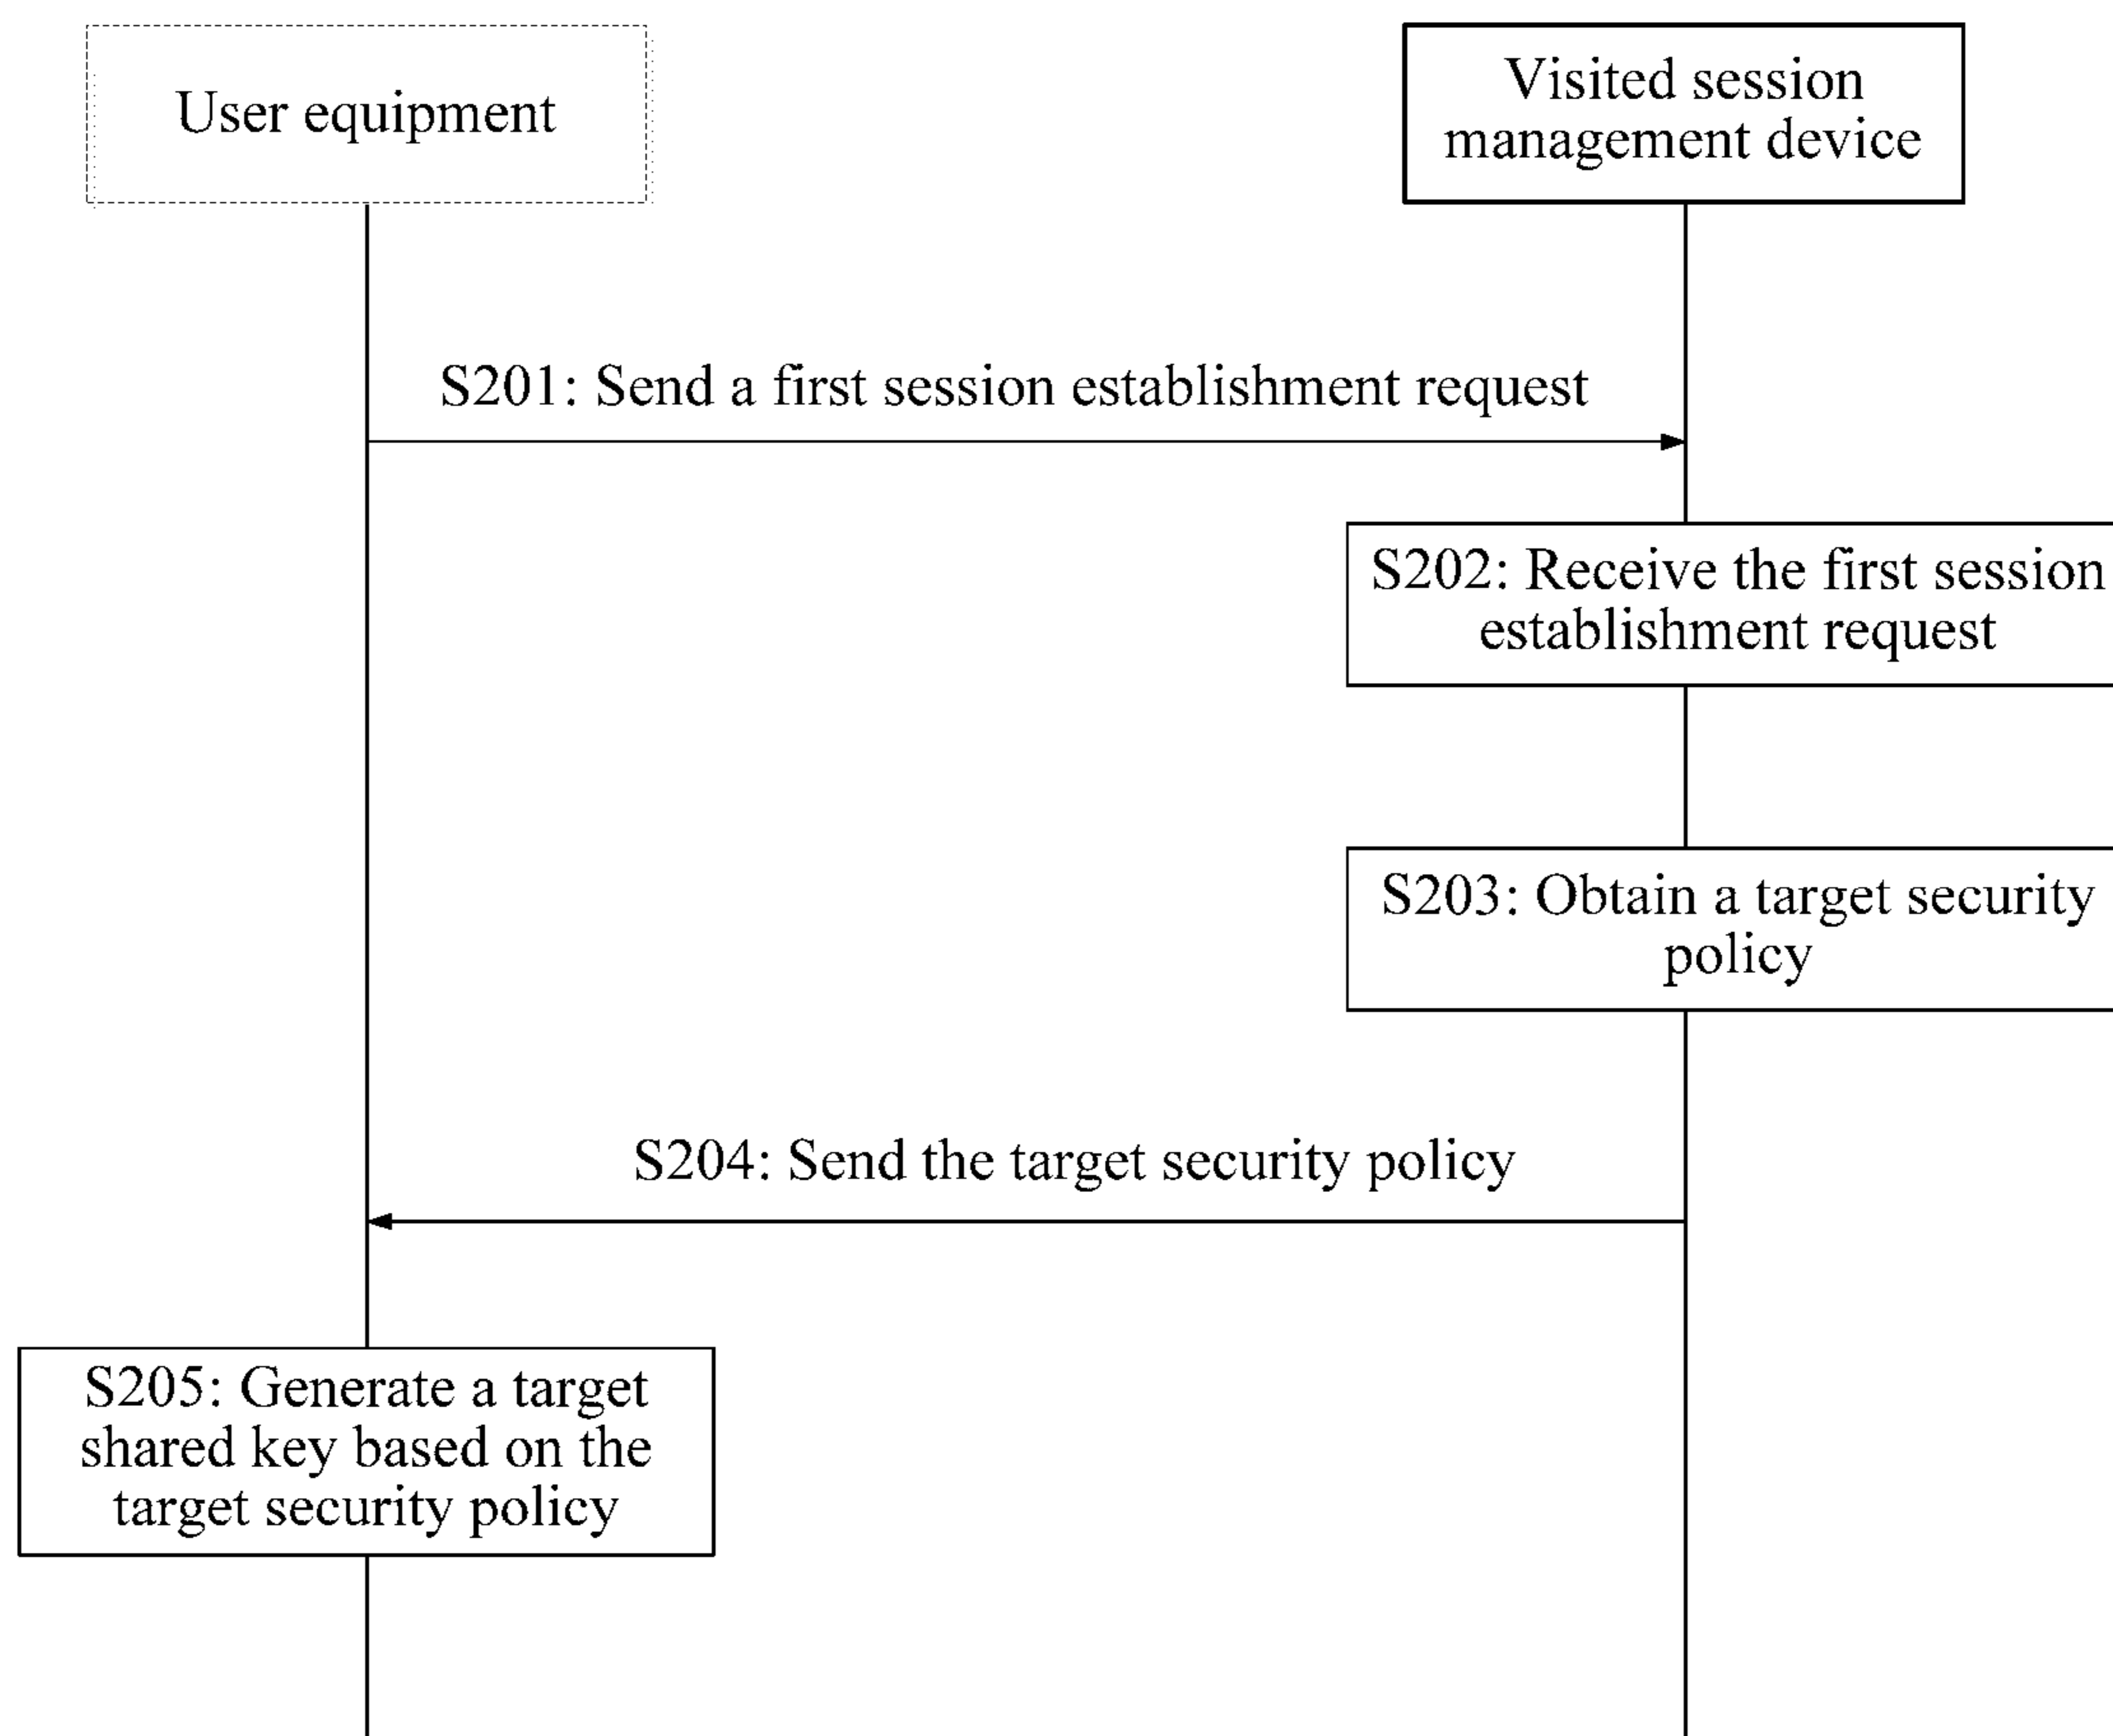 User equipment
Visited session
management device
S201: Send a first session establishment request
S202: Receive the first session
establishment request
S203: Obtain a target security
policy
S204: Send the target security policy
S205: Generate a target
shared key based on the
target security policy